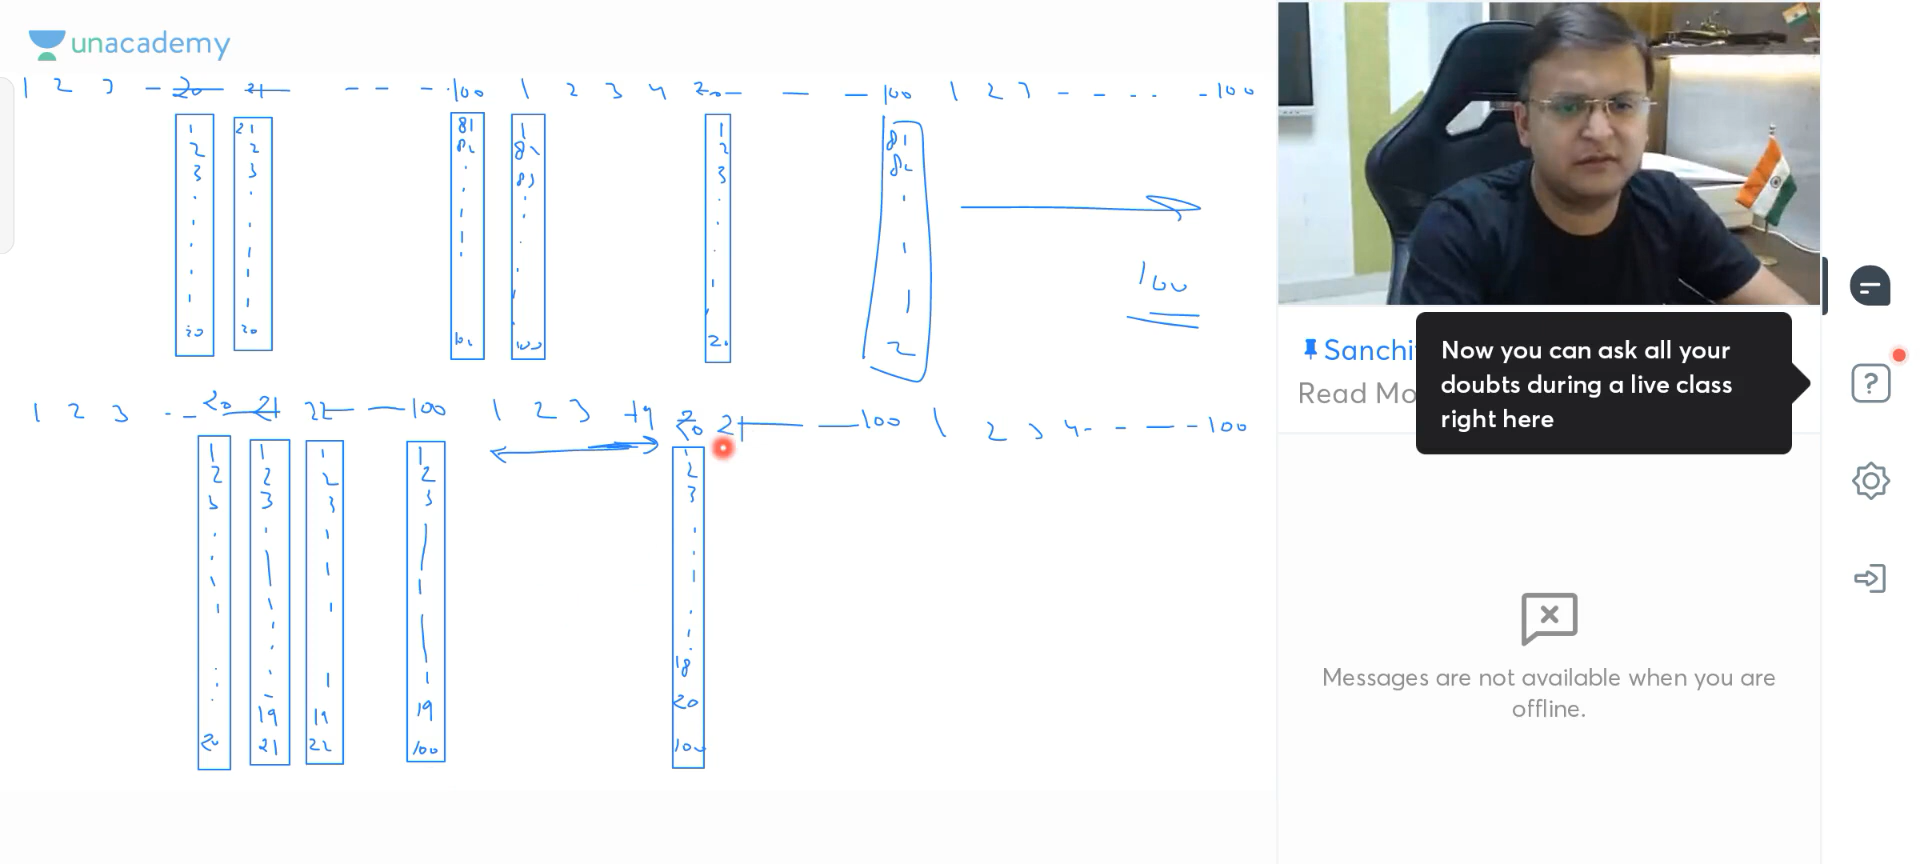 unacademy
1 2 3 - 20 21 - - - 100 1 2 3 4 20 - - - 100 1 2 3 - - - - - 100
1 21 81 1 1 81
2 2 82 82 2 82
3 3 83 3
100
20 20 100 100 20 2
1 2 3 - - 20 21 22 - 100 1 2 3 19 20 21 - 100 1 2 3 4 - - - - 100
1 1 1 1 1
2 2 2 2 2
3 3 3 3 3
18
19 19 19 20
20 21 22 100 100
Sanchi
Read Mo
Now you can ask all your
doubts during a live class
right here
?
Messages are not available when you are
offline.